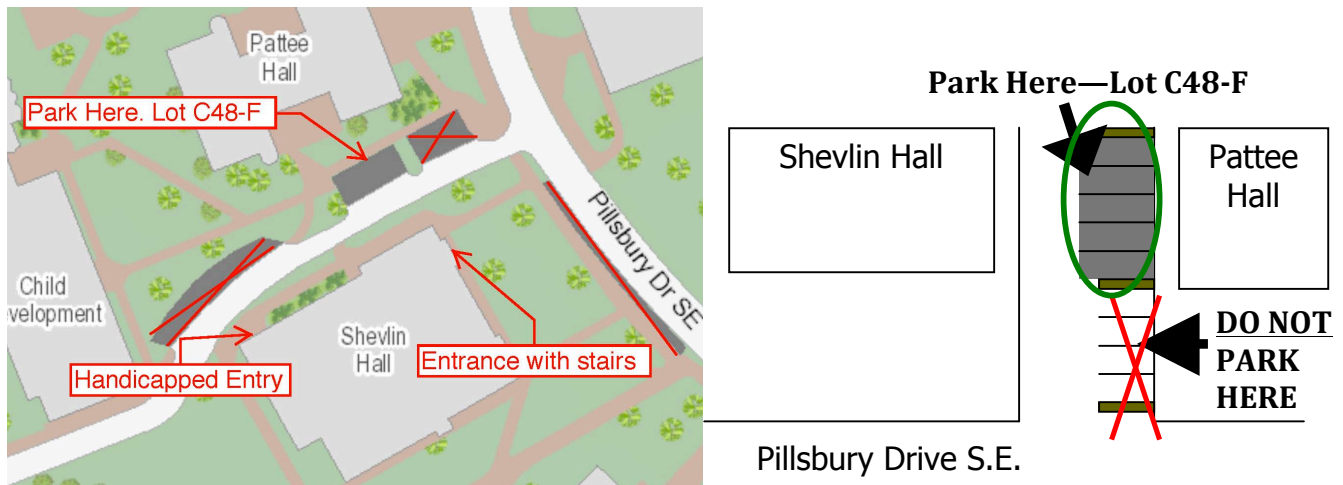 Pattee
Hall
Park Here. Lot C48-F
Pillsbury Dr SE
Child
evelopment
Shevlin
Hall
Entrance with stairs
Handicapped Entry
Park Here—Lot C48-F
Shevlin Hall
Pattee
Hall
DO NOT
PARK
HERE
Pillsbury Drive S.E.